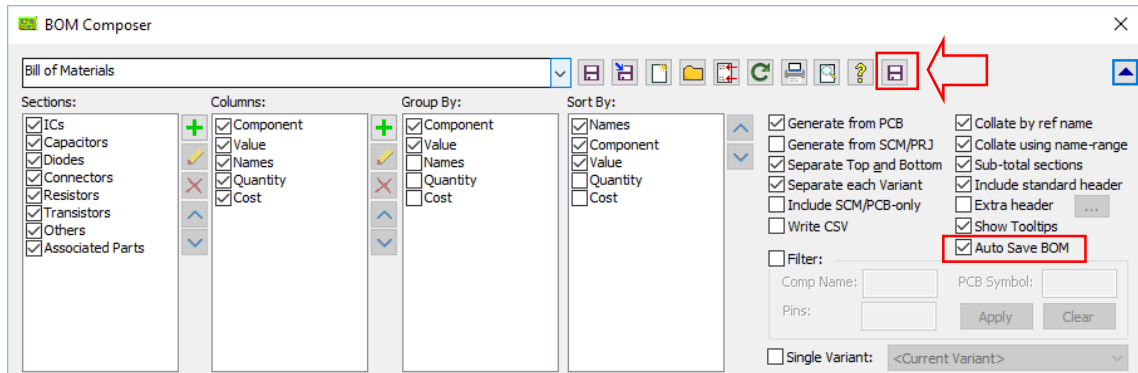 BOM Composer
Bill of Materials
Sections:
ICs
Capacitors
Diodes
Connectors
Resistors
Transistors
Others
Associated Parts
Columns:
Component
Value
Names
Quantity
Cost
Group By:
Component
Value
Names
Quantity
Cost
Sort By:
Names
Component
Value
Quantity
Cost
Generate from PCB
Generate from SCM/PRJ
Separate Top and Bottom
Separate each Variant
Include SCM/PCB-only
Write CSV
Collate by ref name
Collate using name-range
Sub-total sections
Include standard header
Extra header ...
Show Tooltips
Auto Save BOM
Filter:
Comp Name: PCB Symbol:
Pins: Apply Clear
Single Variant: <Current Variant>